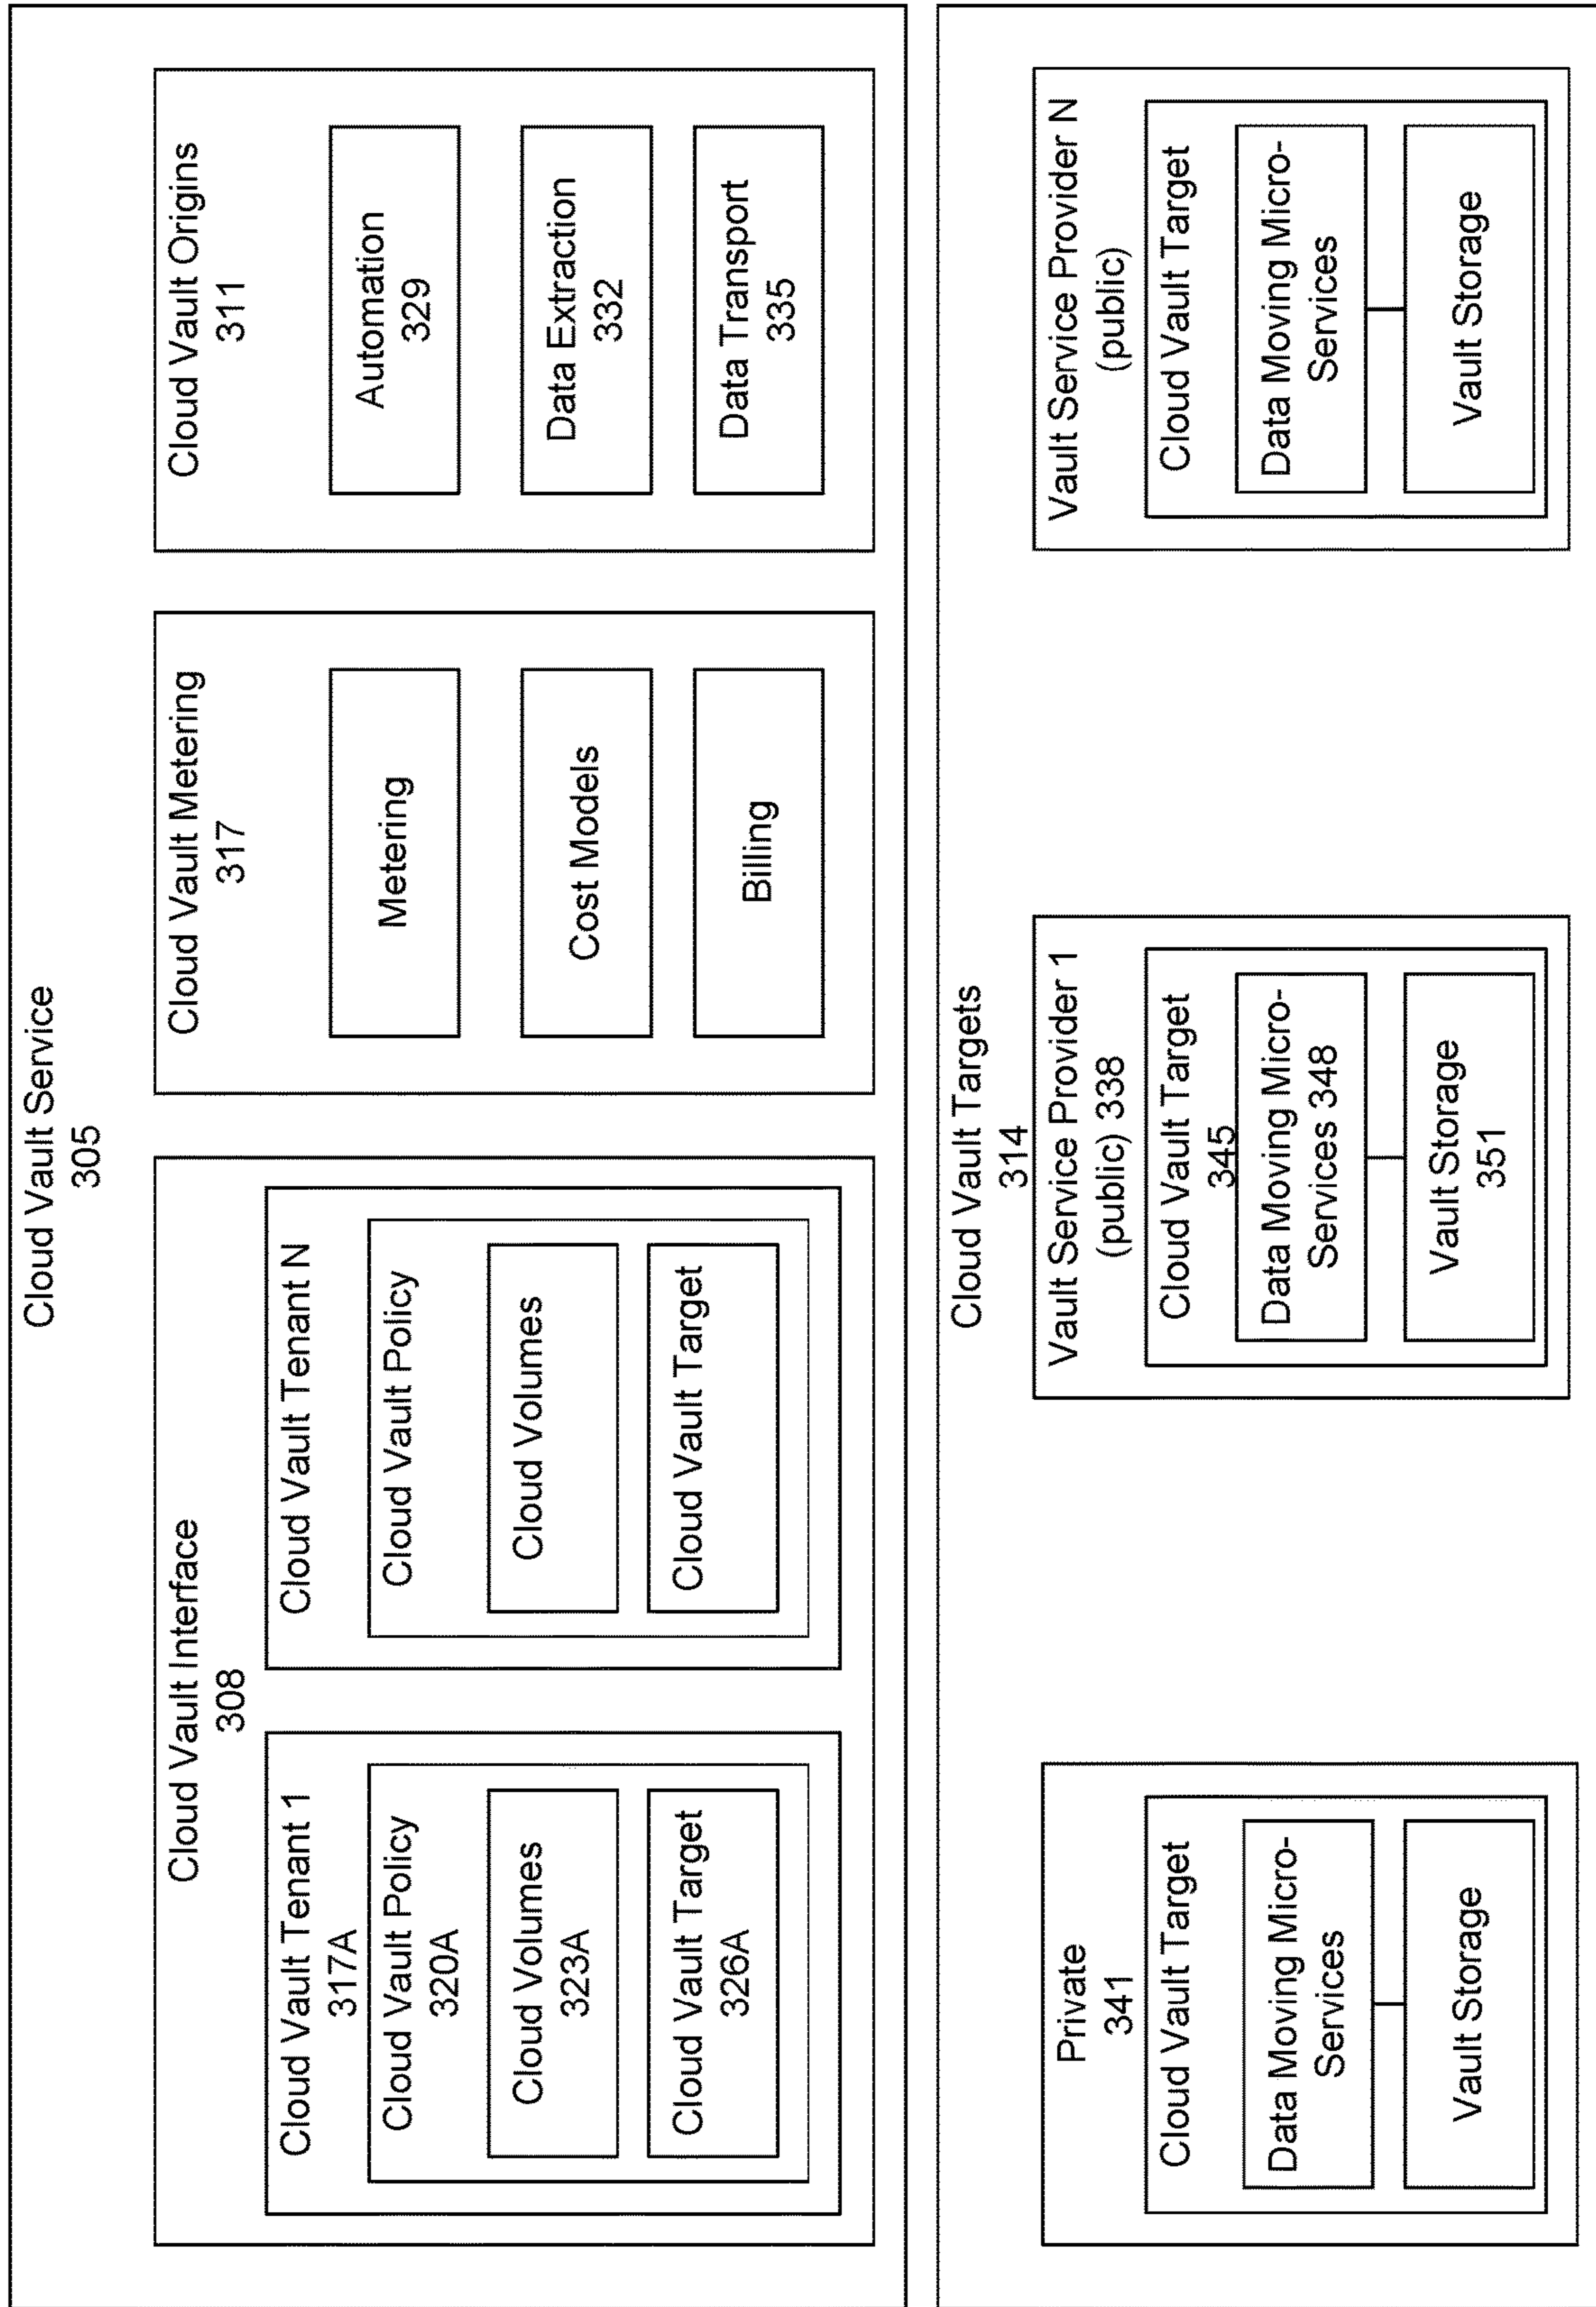 Cloud Vault Service
305
Cloud Vault Interface
308
Cloud Vault Tenant 1
317A
Cloud Vault Policy
320A
Cloud Volumes
323A
Cloud Vault Target
326A
Cloud Vault Tenant N
Cloud Vault Policy
Cloud Volumes
Cloud Vault Target
Cloud Vault Metering
317
Metering
Cost Models
Billing
Cloud Vault Origins
311
Automation
329
Data Extraction
332
Data Transport
335
Cloud Vault Targets
314
Private
341
Cloud Vault Target
Data Moving Micro-
Services
Vault Storage
Vault Service Provider 1
(public) 338
Cloud Vault Target
345
Data Moving Micro-
Services 348
Vault Storage
351
Vault Service Provider N
(public)
Cloud Vault Target
Data Moving Micro-
Services
Vault Storage